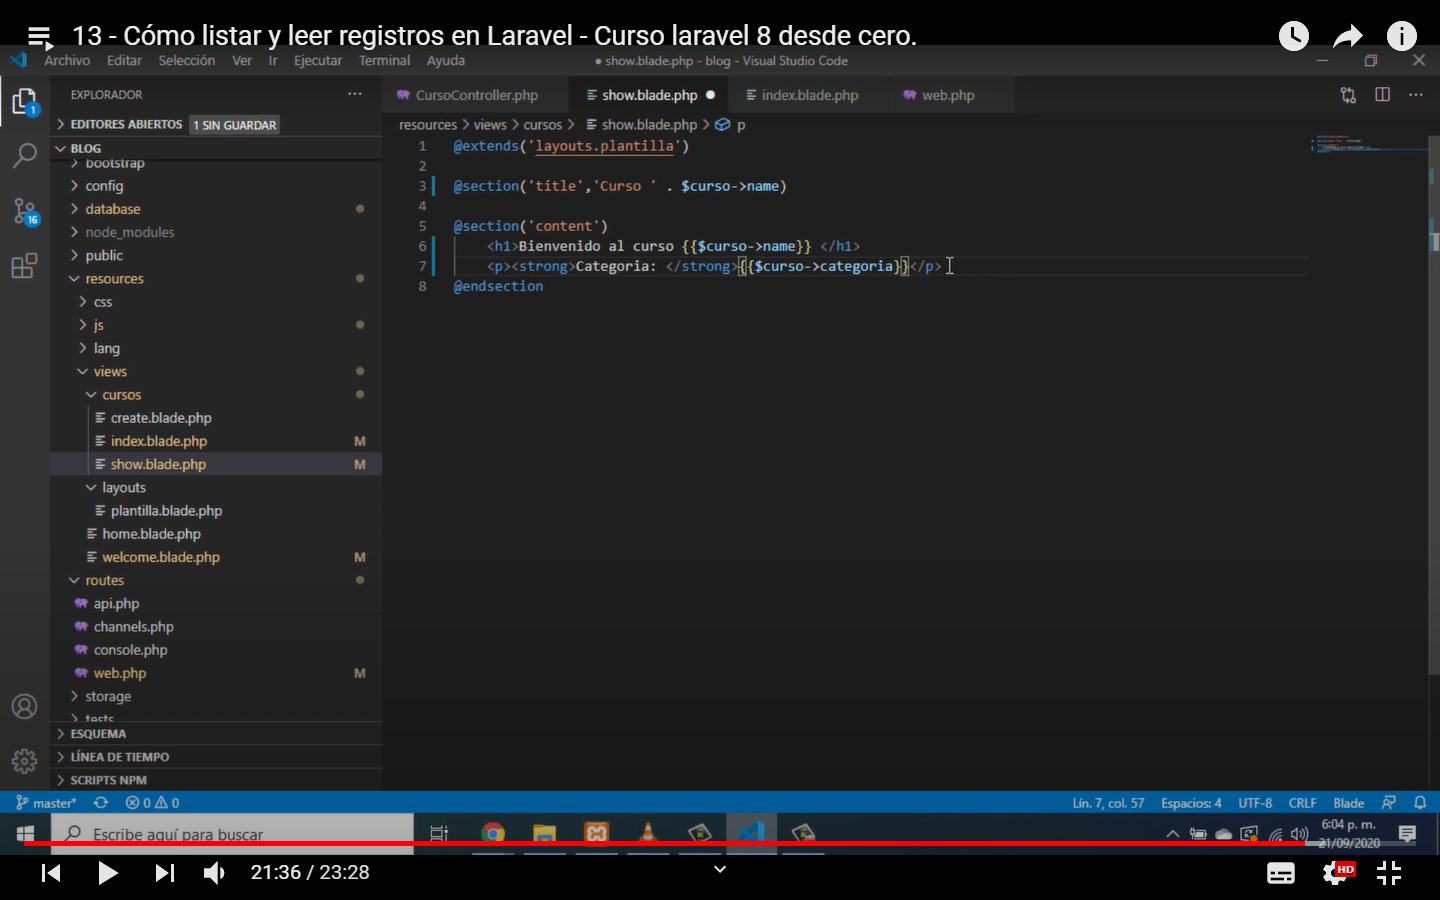 13 - Cómo listar y leer registros en Laravel - Curso laravel 8 desde cero.
Archivo Editar Selección Ver Ir Ejecutar Terminal Ayuda
● show.blade.php - blog - Visual Studio Code
EXPLORADOR
CursoController.php
show.blade.php
index.blade.php
web.php
EDITORES ABIERTOS 1 SIN GUARDAR
resources > views > cursos > show.blade.php > p
BLOG
bootstrap
config
database
node_modules
public
resources
css
js
lang
views
cursos
create.blade.php
index.blade.php M
show.blade.php M
layouts
plantilla.blade.php
home.blade.php
welcome.blade.php M
routes
api.php
channels.php
console.php
web.php M
storage
tests
ESQUEMA
LÍNEA DE TIEMPO
SCRIPTS NPM
1
16
1 @extends('layouts.plantilla')
2
3 @section('title','Curso ' . $curso->name)
4
5 @section('content')
6 <h1>Bienvenido al curso {{$curso->name}} </h1>
7 <p><strong>Categoria: </strong>{{$curso->categoria}}</p>
8 @endsection
master* 0 0
Lín. 7, col. 57 Espacios: 4 UTF-8 CRLF Blade
Escribe aquí para buscar
6:04 p. m.
21/09/2020
21:36 / 23:28
HD